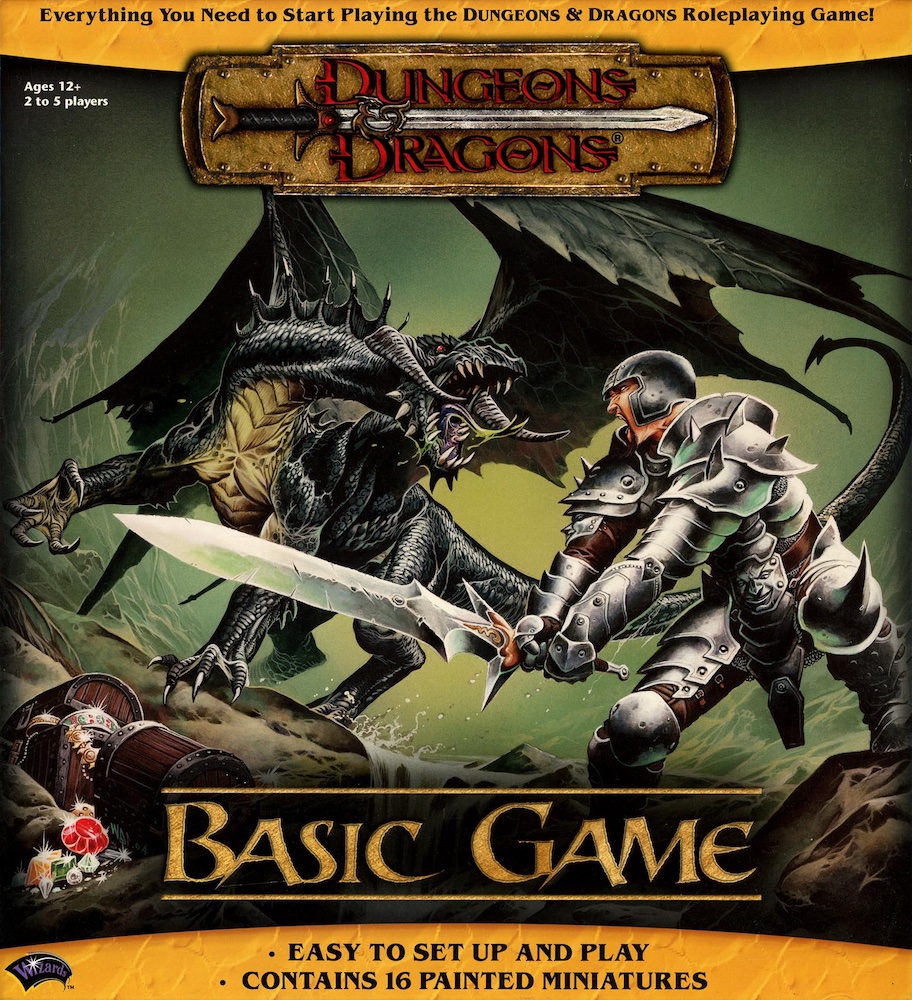 Everything You Need to Start Playing the DUNGEONS & DRAGONS Roleplaying Game!
Ages 12+
2 to 5 players
DUNGEONS
DRAGONS®
BASIC GAME
· EASY TO SET UP AND PLAY
· CONTAINS 16 PAINTED MINIATURES
Wizards™